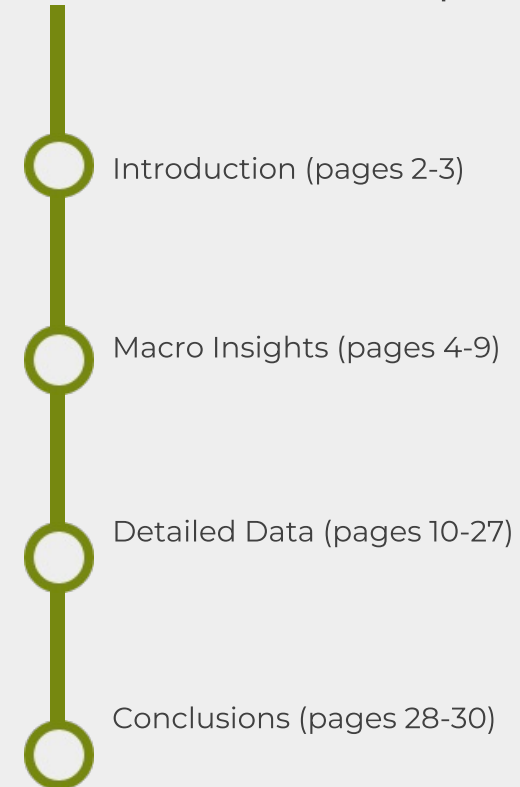 Introduction (pages 2-3)
Macro Insights (pages 4-9)
Detailed Data (pages 10-27)
Conclusions (pages 28-30)